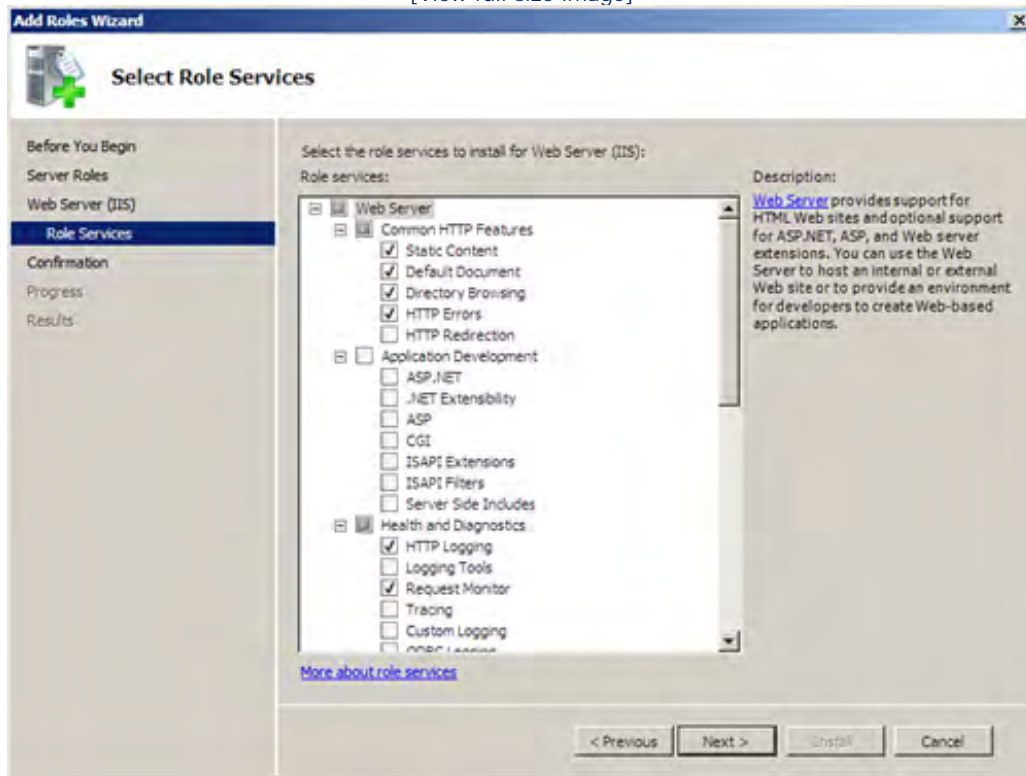 [View full size image]
Add Roles Wizard
Select Role Services
Before You Begin
Server Roles
Web Server (IIS)
Role Services
Confirmation
Progress
Results
Select the role services to install for Web Server (IIS):
Role services:
Web Server
Common HTTP Features
Static Content
Default Document
Directory Browsing
HTTP Errors
HTTP Redirection
Application Development
ASP.NET
.NET Extensibility
ASP
CGI
ISAPI Extensions
ISAPI Filters
Server Side Includes
Health and Diagnostics
HTTP Logging
Logging Tools
Request Monitor
Tracing
Custom Logging
ODBC Logging
More about role services
Description:
Web Server provides support for
HTML Web sites and optional support
for ASP.NET, ASP, and Web server
extensions. You can use the Web
Server to host an internal or external
Web site or to provide an environment
for developers to create Web-based
applications.
< Previous
Next >
Install
Cancel